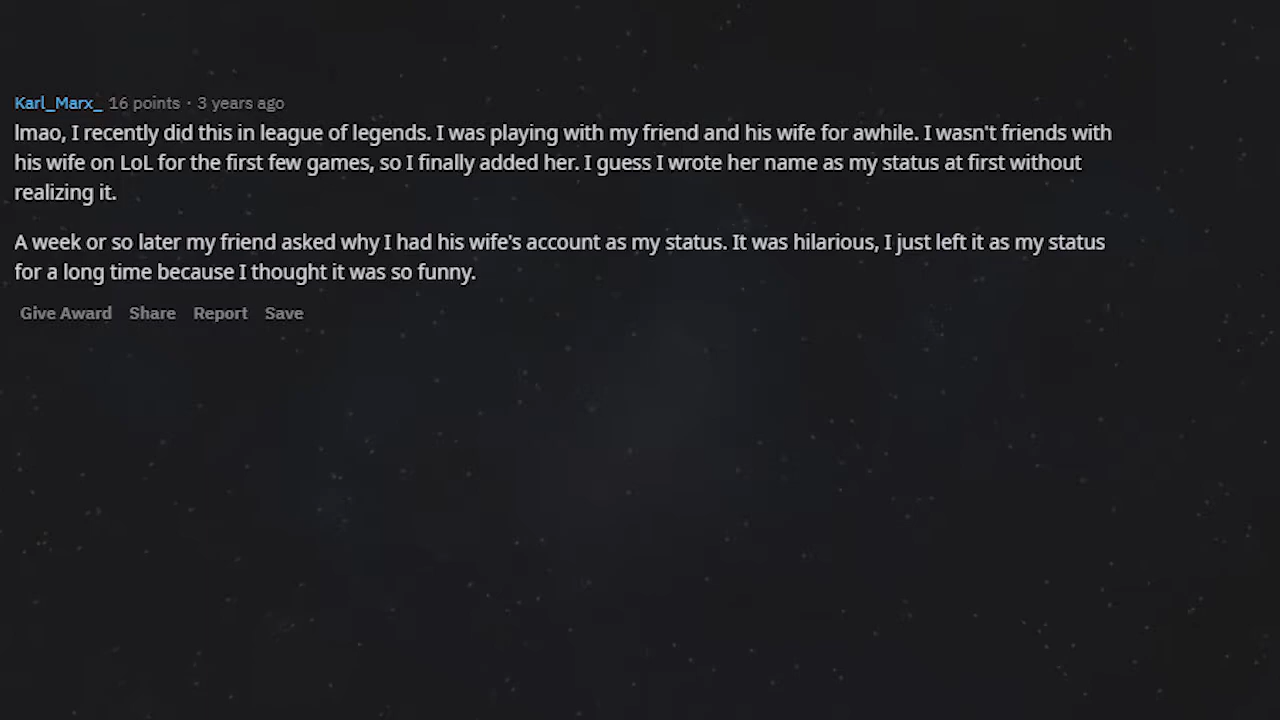 Karl_Marx_ 16 points · 3 years ago
lmao, I recently did this in league of legends. I was playing with my friend and his wife for awhile. I wasn't friends with
his wife on LoL for the first few games, so I finally added her. I guess I wrote her name as my status at first without
realizing it.
A week or so later my friend asked why I had his wife's account as my status. It was hilarious, I just left it as my status
for a long time because I thought it was so funny.
Give Award Share Report Save